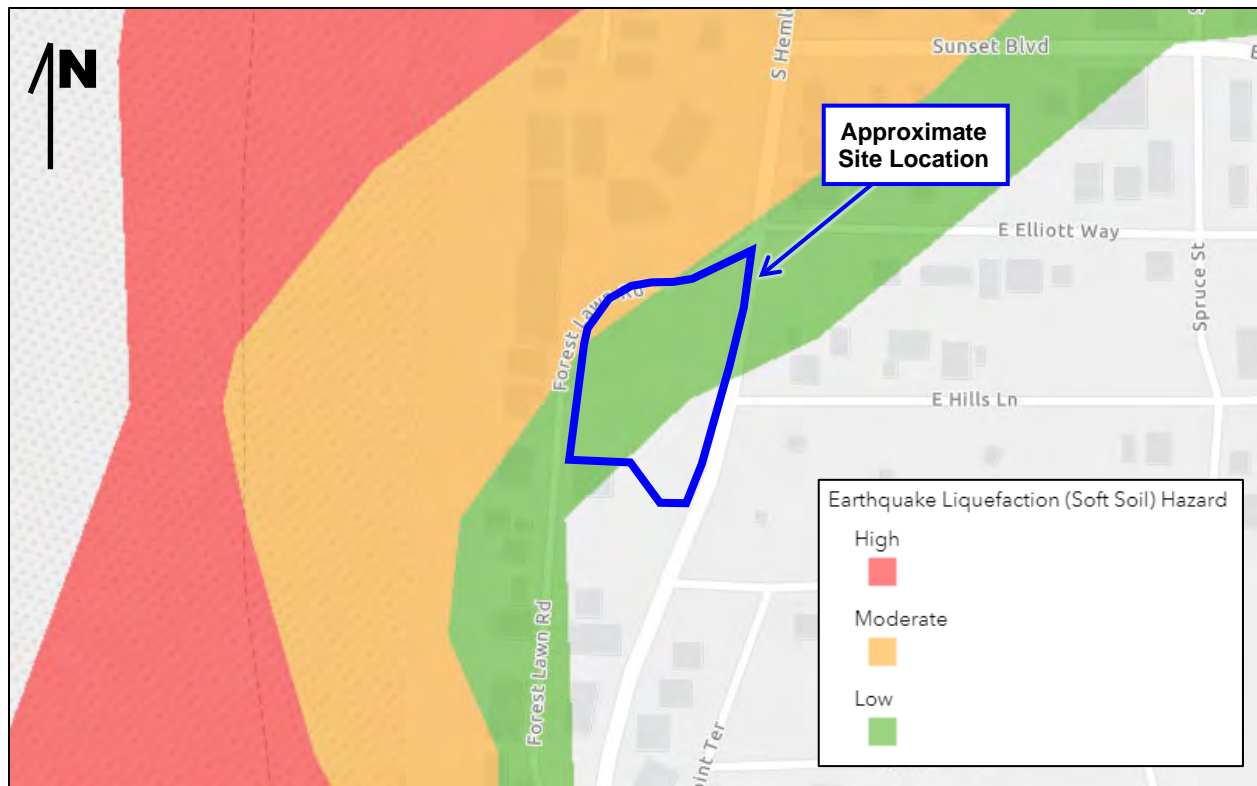 N
Sunset Blvd
S Heml
Approximate
Site Location
E Elliott Way
Spruce St
Forest Lawn Rd
E Hills Ln
Earthquake Liquefaction (Soft Soil) Hazard
High
Moderate
Low
Forest Lawn Rd
oint Ter